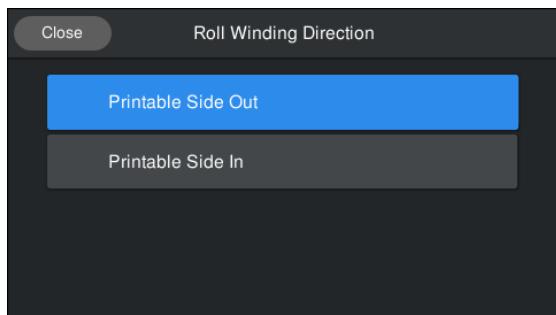 Close
Roll Winding Direction
Printable Side Out
Printable Side In